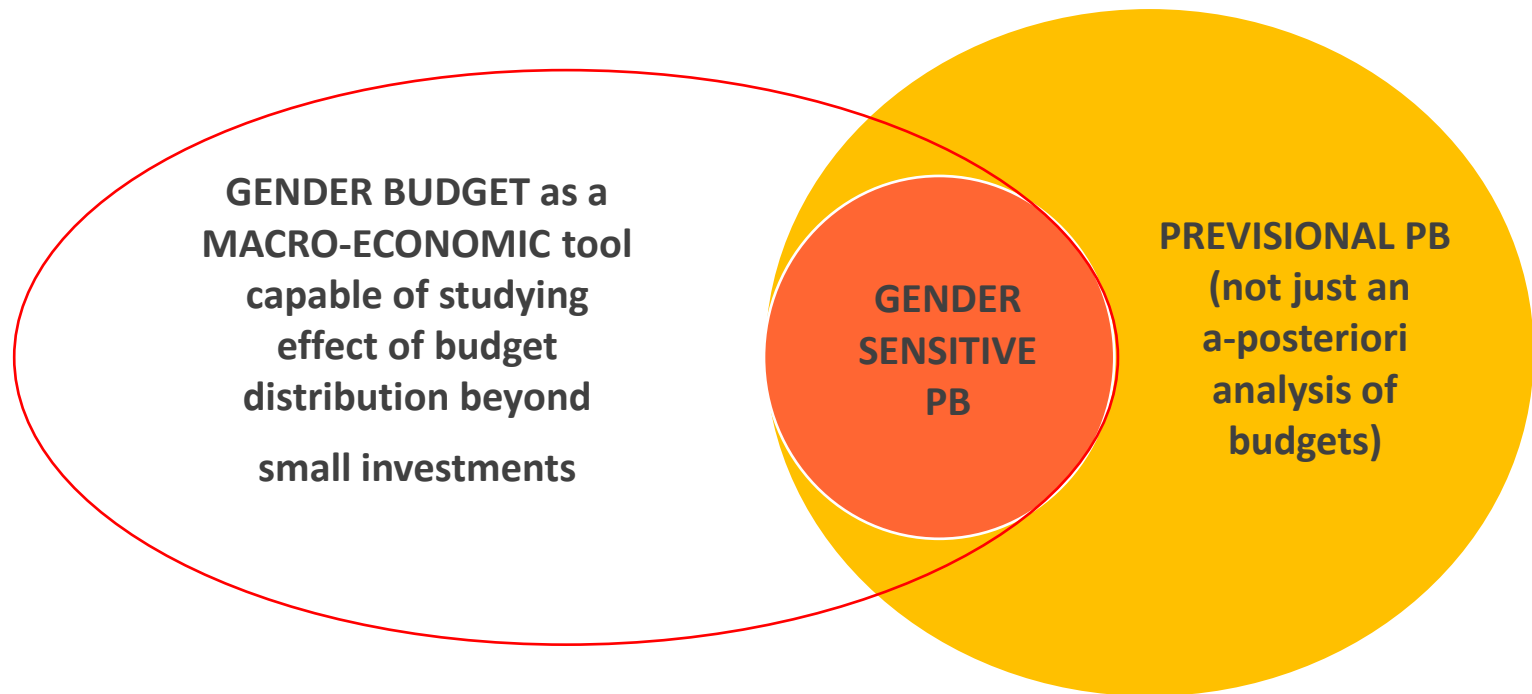 GENDER BUDGET as a
MACRO-ECONOMIC tool
capable of studying
effect of budget
distribution beyond
small investments
GENDER
SENSITIVE
PB
PREVISIONAL PB
(not just an
a-posteriori
analysis of
budgets)